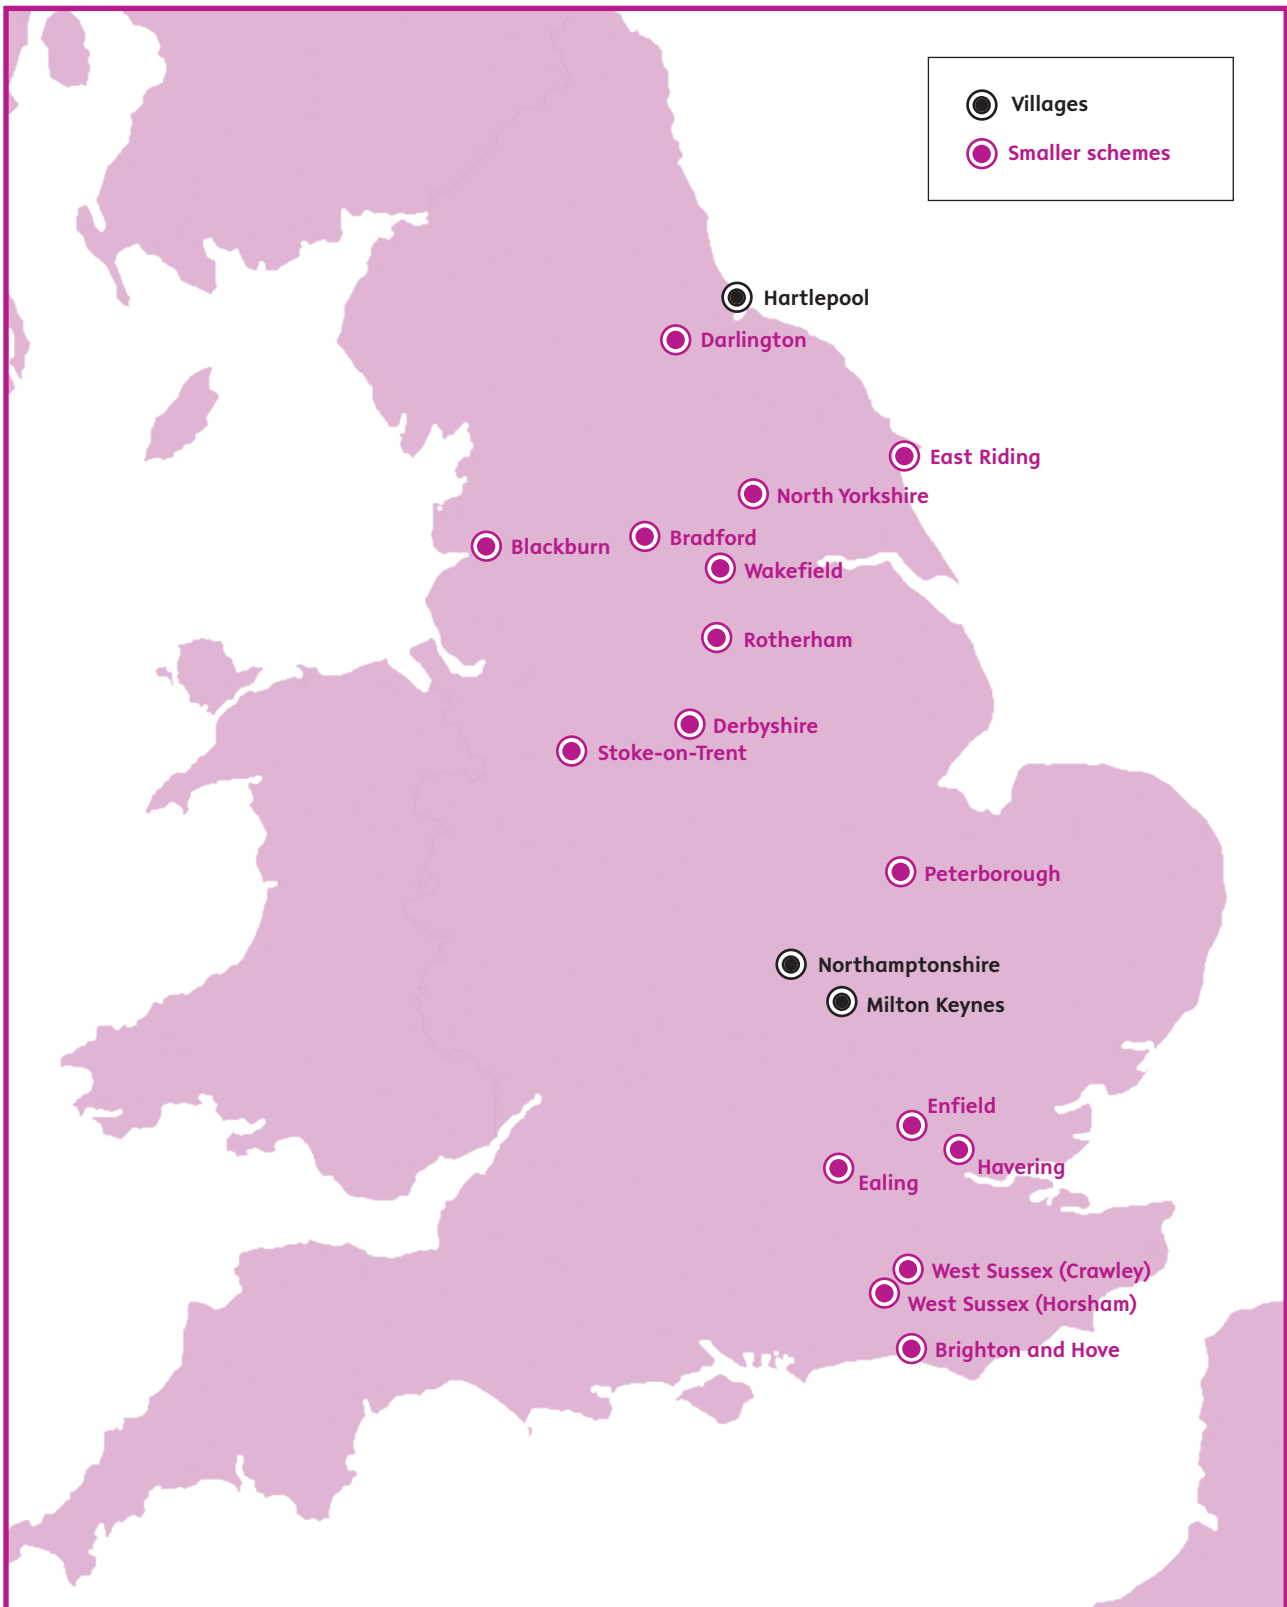 Villages
Smaller schemes
Hartlepool
Darlington
East Riding
North Yorkshire
Bradford
Blackburn
Wakefield
Rotherham
Derbyshire
Stoke-on-Trent
Peterborough
Northamptonshire
Milton Keynes
Enfield
Havering
Ealing
West Sussex (Crawley)
West Sussex (Horsham)
Brighton and Hove